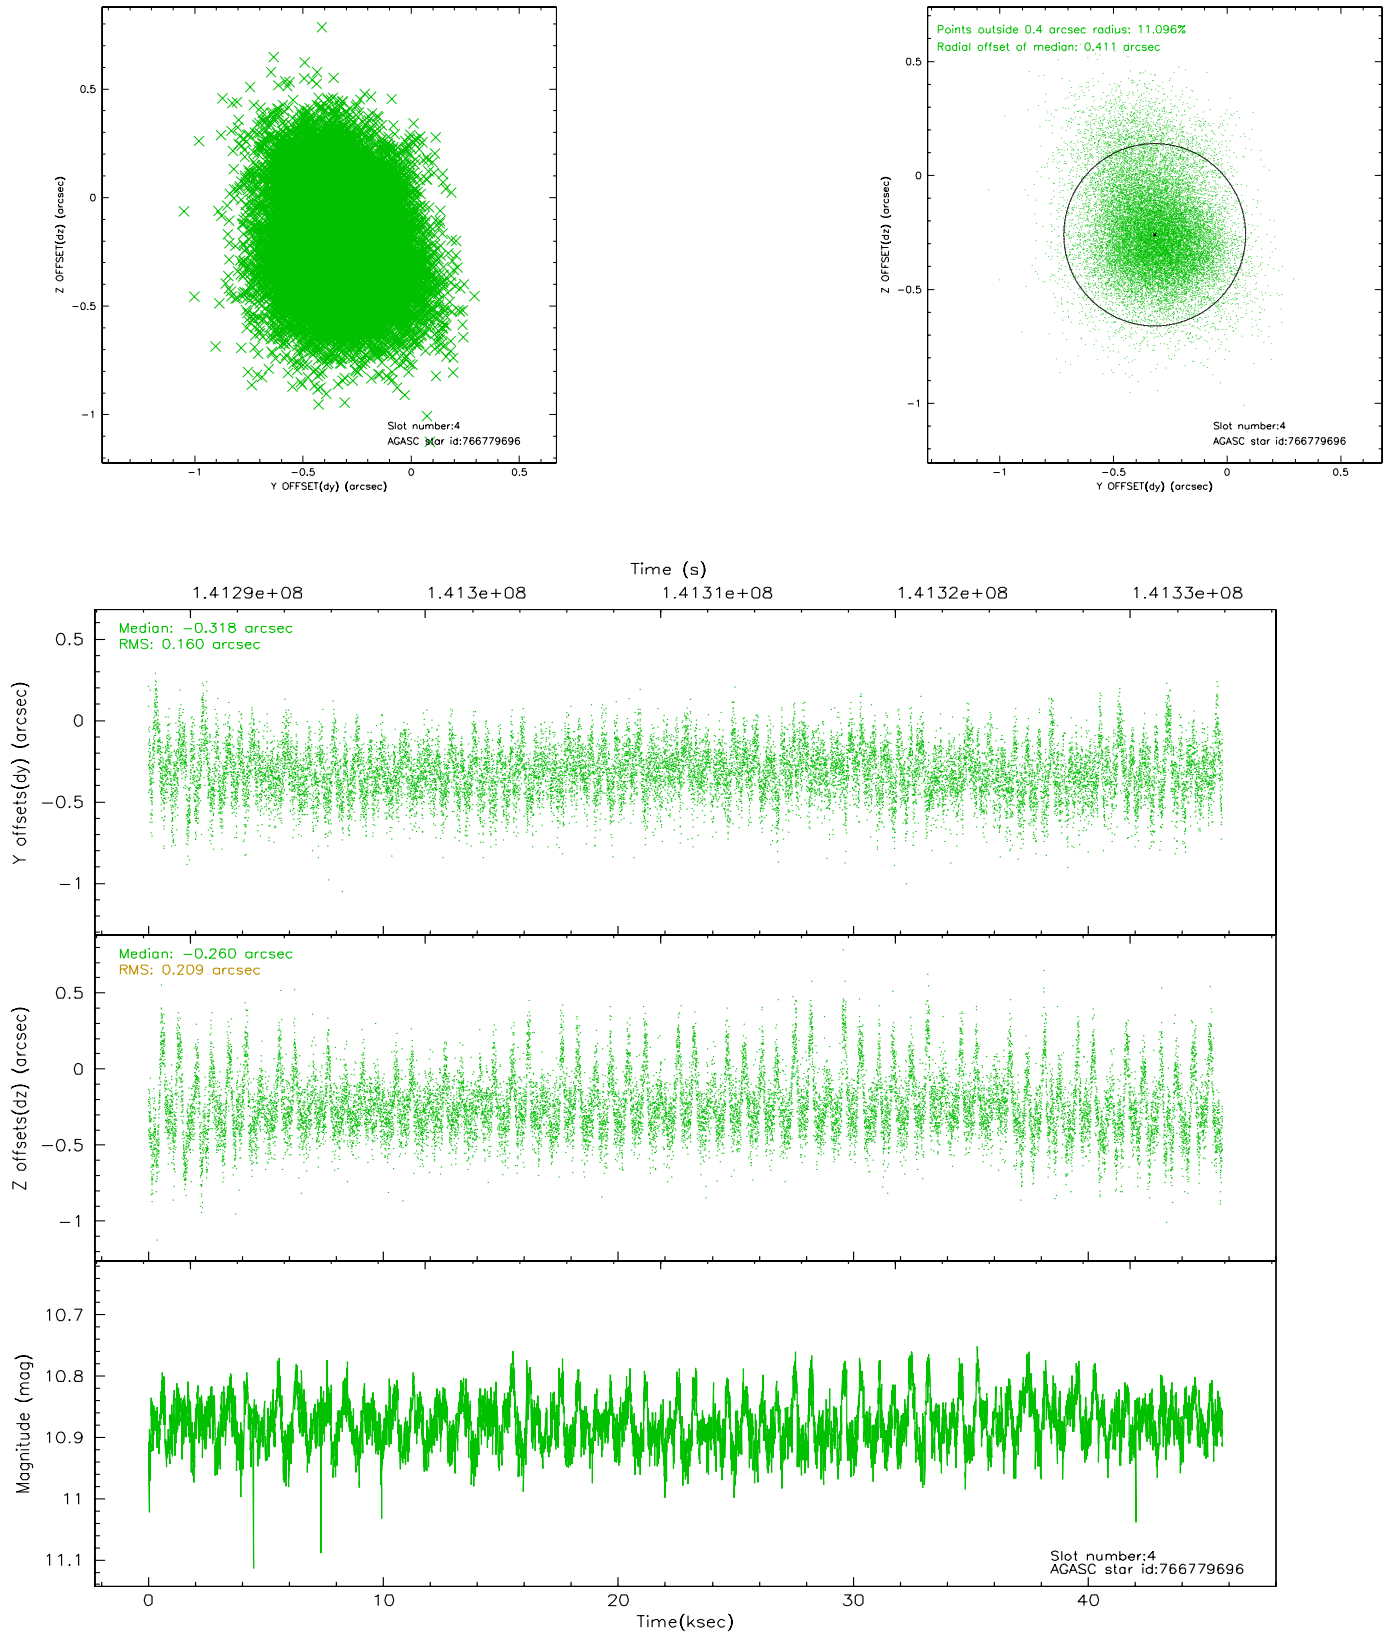 0.5
0
−0.5
−1
Z OFFSET(dz) (arcsec)
−1
−0.5
0
0.5
Y OFFSET(dy) (arcsec)
Slot number:4
AGASC star id:766779696
Points outside 0.4 arcsec radius: 11.096%
Radial offset of median: 0.411 arcsec
0.5
0
−0.5
−1
Z OFFSET(dz) (arcsec)
−1
−0.5
0
0.5
Y OFFSET(dy) (arcsec)
Slot number:4
AGASC star id:766779696
Time (s)
1.4129e+08 1.413e+08 1.4131e+08 1.4132e+08 1.4133e+08
Median: −0.318 arcsec
RMS: 0.160 arcsec
0.5
0
−0.5
−1
Y offsets(dy) (arcsec)
Median: −0.260 arcsec
RMS: 0.209 arcsec
0.5
0
−0.5
−1
Z offsets(dz) (arcsec)
10.7
10.8
10.9
11
11.1
Magnitude (mag)
Slot number:4
AGASC star id:766779696
0 10 20 30 40
Time(ksec)